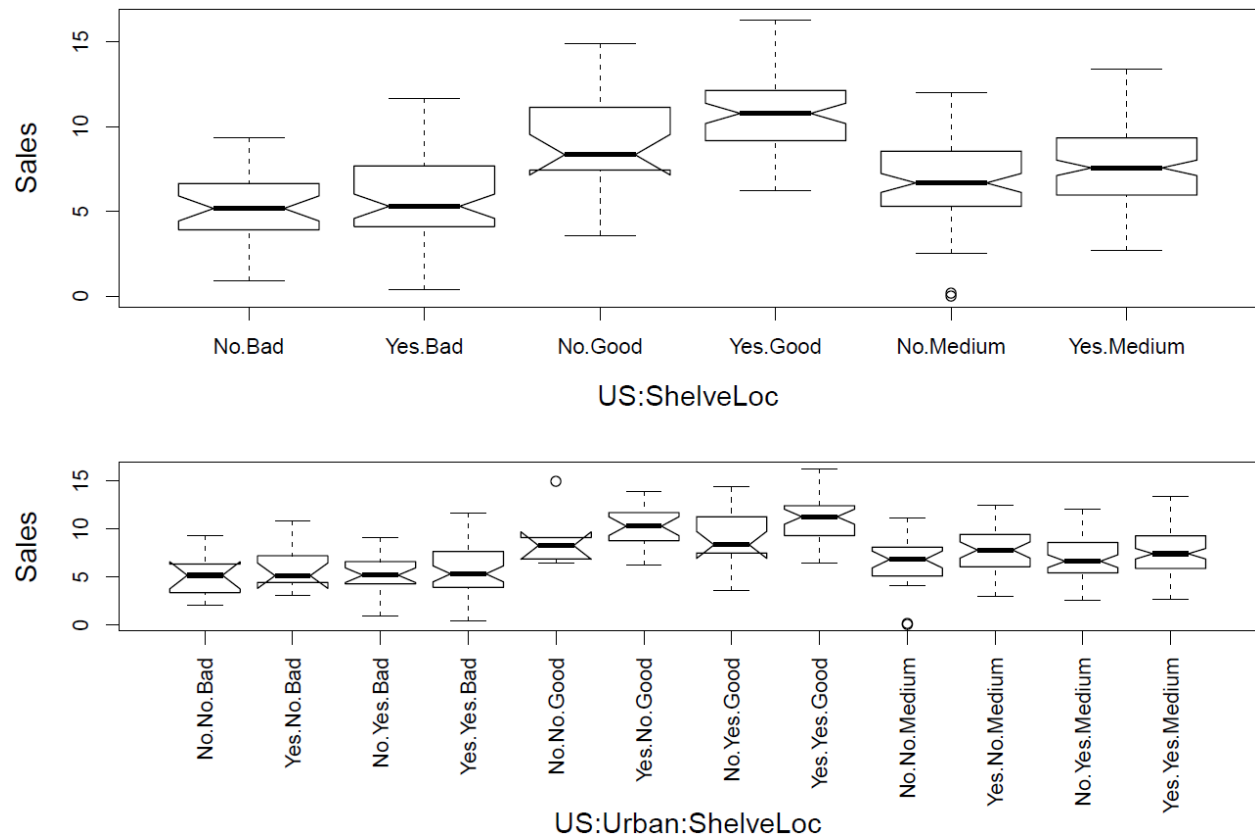 Sales
15
10
5
0
No.Bad Yes.Bad No.Good Yes.Good No.Medium Yes.Medium
US:ShelveLoc
Sales
15
10
5
0
No.No.Bad
Yes.No.Bad
No.Yes.Bad
Yes.Yes.Bad
No.No.Good
Yes.No.Good
No.Yes.Good
Yes.Yes.Good
No.No.Medium
Yes.No.Medium
No.Yes.Medium
Yes.Yes.Medium
US:Urban:ShelveLoc